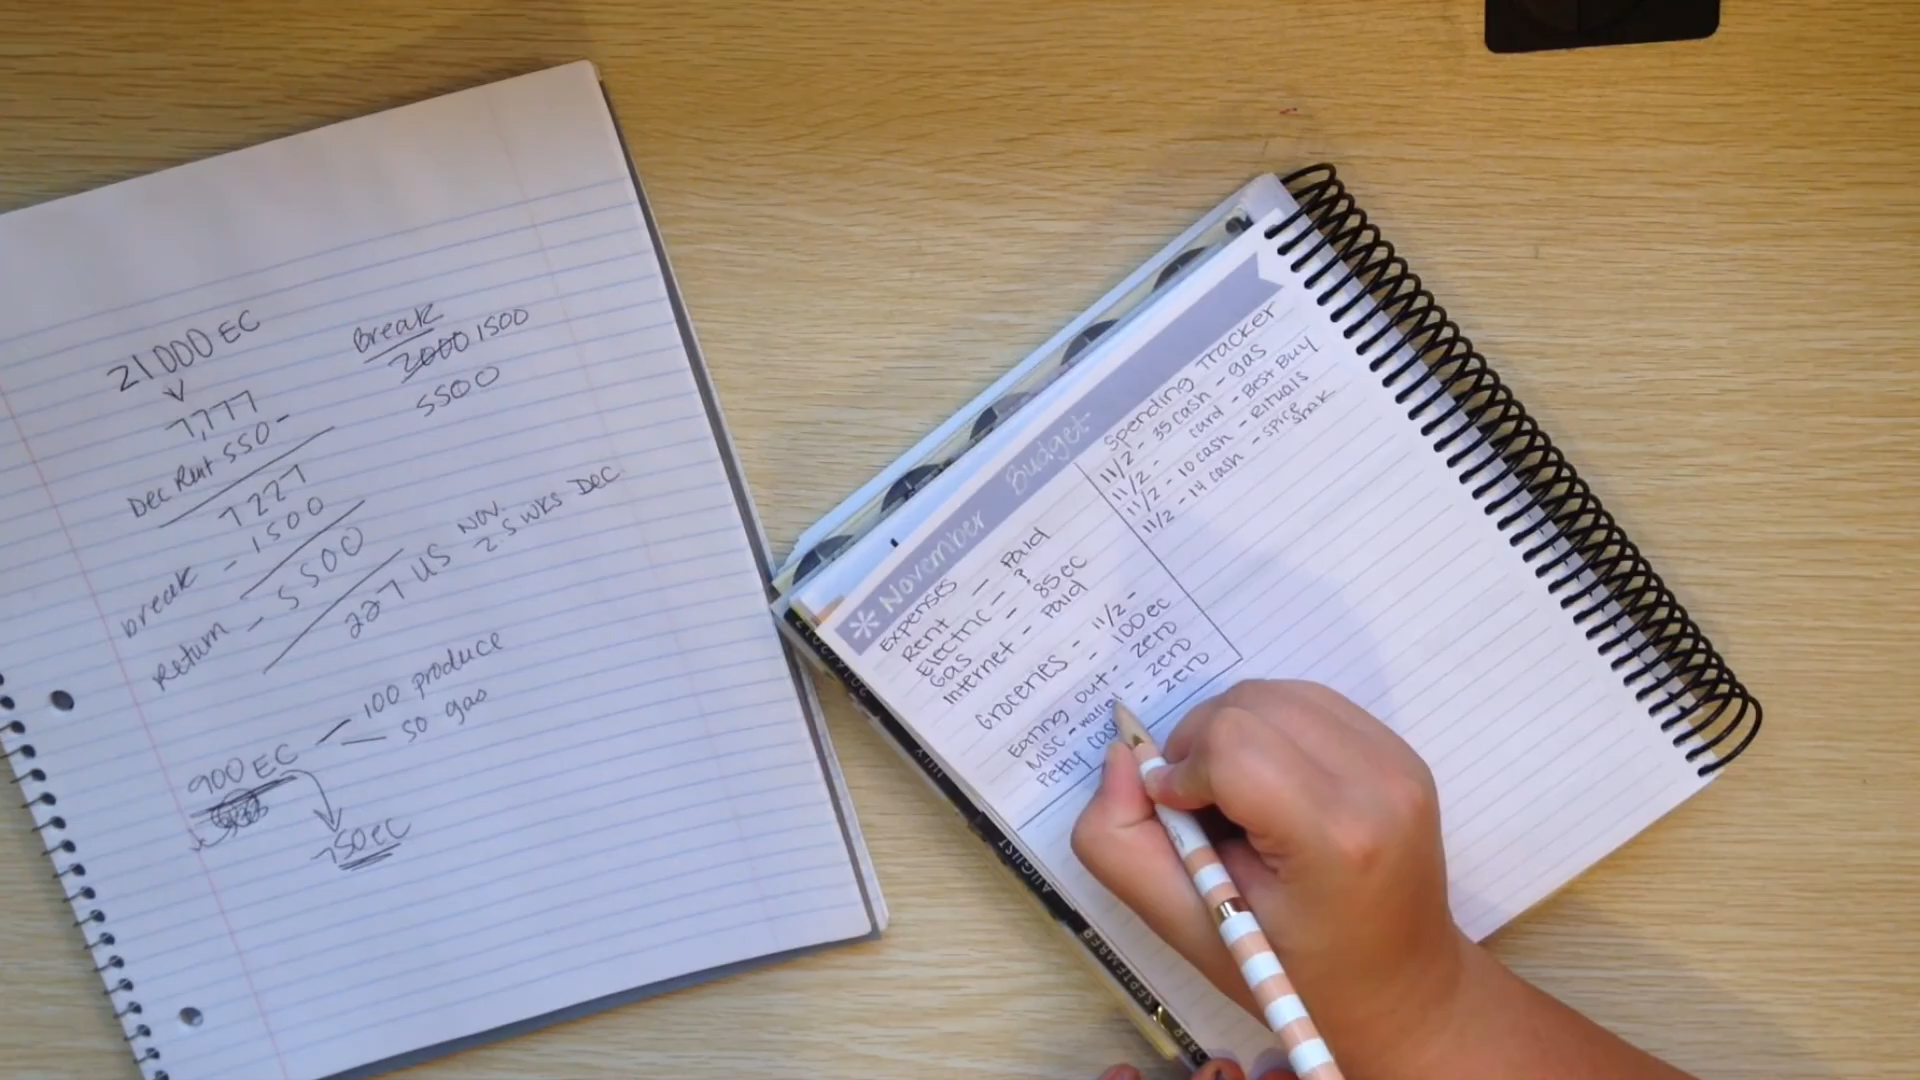 21000 EC
7,777
Dec Rent 550 -
7227
break - 1500
return - 5500
227 US
NOV.
2.5 WKS DEC
Break
2000 1500
5500
900 EC
100 produce
50 gas
750 EC
* November Budget
Expenses
Rent - Paid
Electric - ?
Gas - 85 EC
Internet - Paid
Groceries - 11/2 -
- 100 EC
Eating out - zero
Misc - - zero
Petty - zero
Spending Tracker
11/2 - 35 cash - gas
11/2 - card - Best Buy
11/2 - 10 cash - Rituals
11/2 - 14 cash - spice
shak
JULY
AUGUST
SEPTEMBER